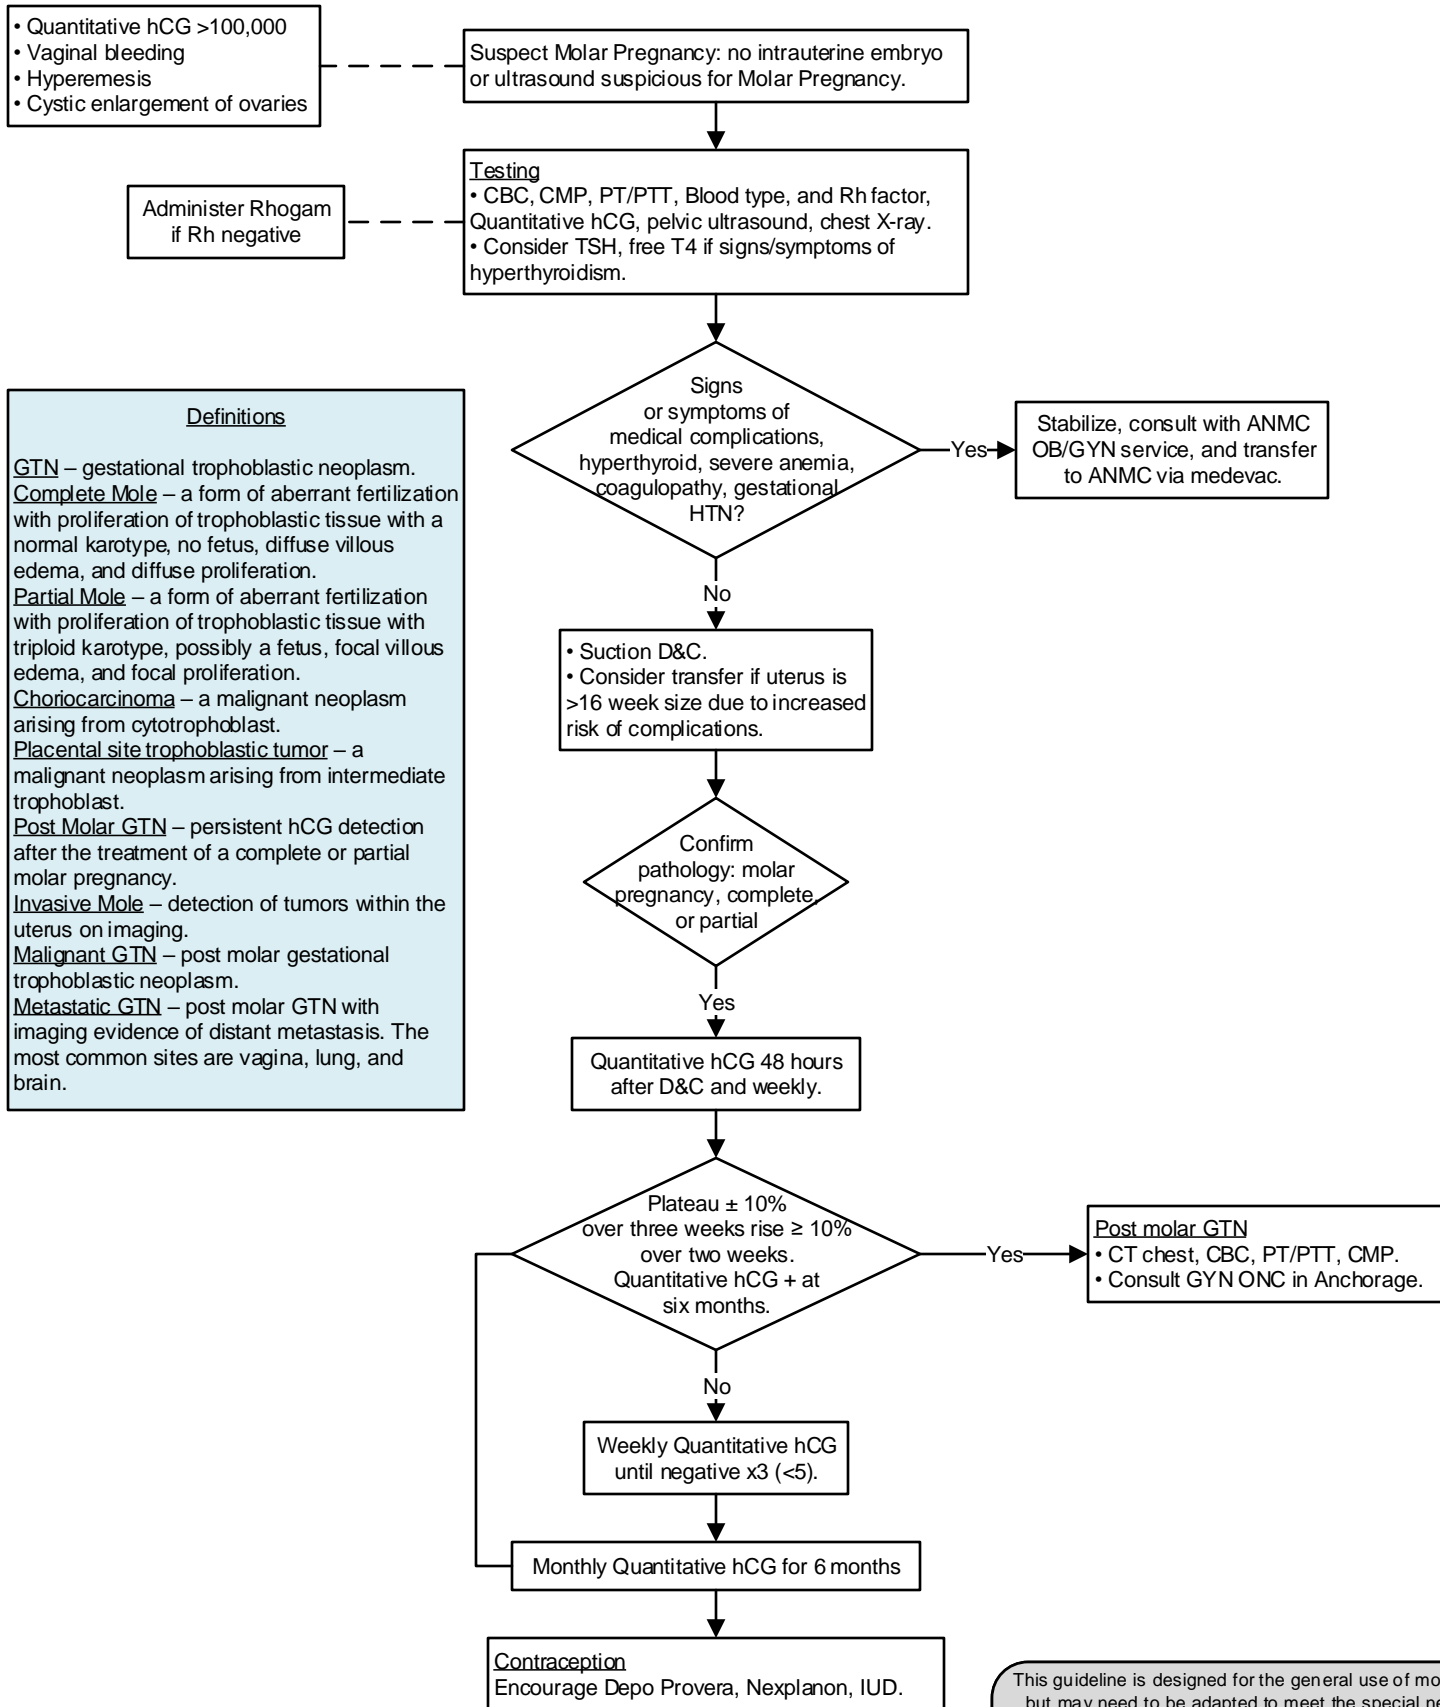 • Quantitative hCG >100,000
• Vaginal bleeding
• Hyperemesis
• Cystic enlargement of ovaries
Suspect Molar Pregnancy: no intrauterine embryo
or ultrasound suspicious for Molar Pregnancy.
Testing
• CBC, CMP, PT/PTT, Blood type, and Rh factor,
Quantitative hCG, pelvic ultrasound, chest X-ray.
• Consider TSH, free T4 if signs/symptoms of
hyperthyroidism.
Administer Rhogam
if Rh negative
Signs
or symptoms of
medical complications,
hyperthyroid, severe anemia,
coagulopathy, gestational
HTN?
Yes
Stabilize, consult with ANMC
OB/GYN service, and transfer
to ANMC via medevac.
Definitions
GTN – gestational trophoblastic neoplasm.
Complete Mole – a form of aberrant fertilization
with proliferation of trophoblastic tissue with a
normal karotype, no fetus, diffuse villous
edema, and diffuse proliferation.
Partial Mole – a form of aberrant fertilization
with proliferation of trophoblastic tissue with
triploid karotype, possibly a fetus, focal villous
edema, and focal proliferation.
Choriocarcinoma – a malignant neoplasm
arising from cytotrophoblast.
Placental site trophoblastic tumor – a
malignant neoplasm arising from intermediate
trophoblast.
Post Molar GTN – persistent hCG detection
after the treatment of a complete or partial
molar pregnancy.
Invasive Mole – detection of tumors within the
uterus on imaging.
Malignant GTN – post molar gestational
trophoblastic neoplasm.
Metastatic GTN – post molar GTN with
imaging evidence of distant metastasis. The
most common sites are vagina, lung, and
brain.
No
• Suction D&C.
• Consider transfer if uterus is
>16 week size due to increased
risk of complications.
Confirm
pathology: molar
pregnancy, complete,
or partial
Yes
Quantitative hCG 48 hours
after D&C and weekly.
Plateau ± 10%
over three weeks rise ≥ 10%
over two weeks.
Quantitative hCG + at
six months.
Yes
Post molar GTN
• CT chest, CBC, PT/PTT, CMP.
• Consult GYN ONC in Anchorage.
No
Weekly Quantitative hCG
until negative x3 (<5).
Monthly Quantitative hCG for 6 months
Contraception
Encourage Depo Provera, Nexplanon, IUD.
This guideline is designed for the general use of
but may need to be adapted to meet the special